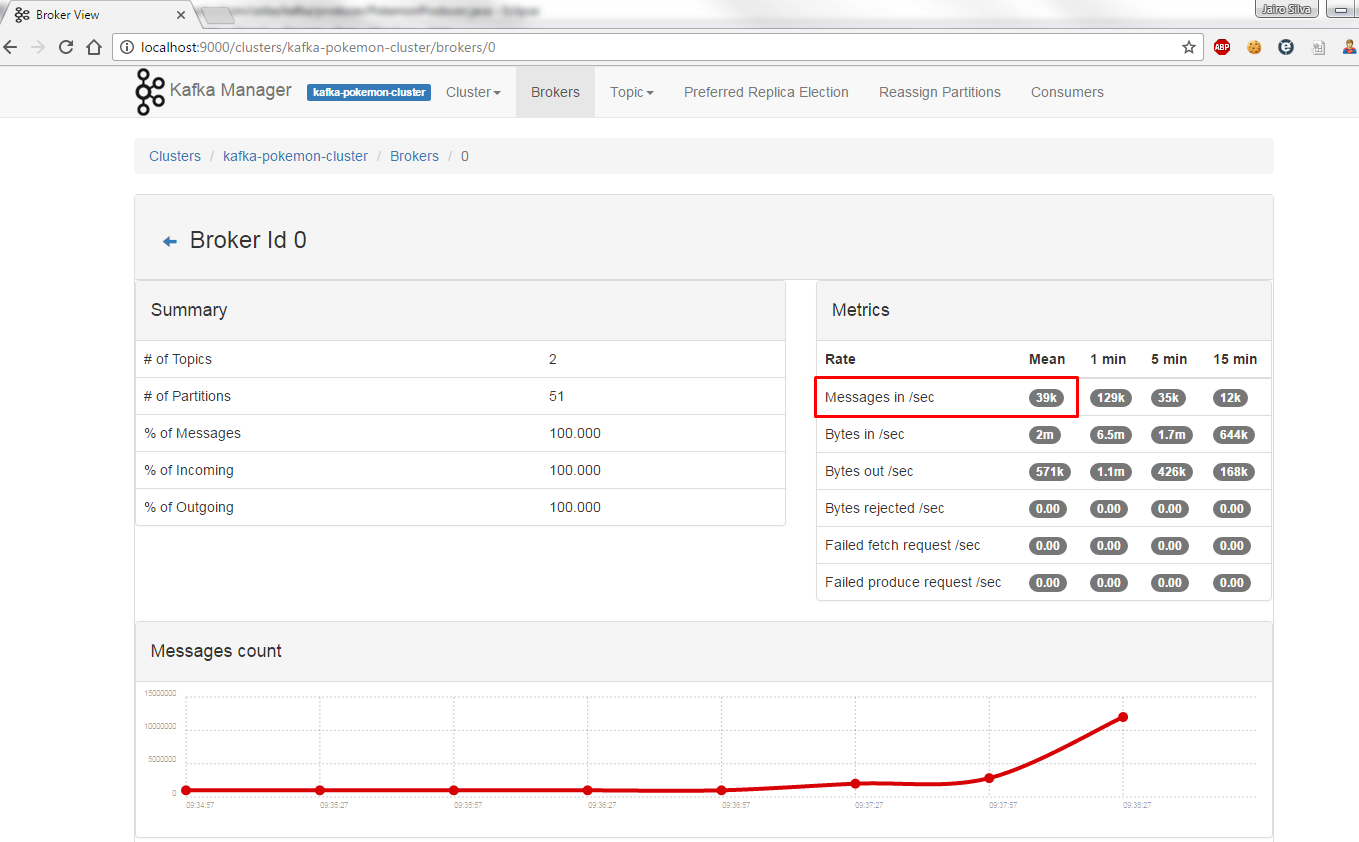 Broker View
Jairo Silva
localhost:9000/clusters/kafka-pokemon-cluster/brokers/0
ABP
Kafka Manager kafka-pokemon-cluster Cluster Brokers Topic Preferred Replica Election Reassign Partitions Consumers
Clusters / kafka-pokemon-cluster / Brokers / 0
Broker Id 0
Summary
# of Topics 2
# of Partitions 51
% of Messages 100.000
% of Incoming 100.000
% of Outgoing 100.000
Metrics
Rate Mean 1 min 5 min 15 min
Messages in /sec 39k 129k 35k 12k
Bytes in /sec 2m 6.5m 1.7m 644k
Bytes out /sec 571k 1.1m 426k 168k
Bytes rejected /sec 0.00 0.00 0.00 0.00
Failed fetch request /sec 0.00 0.00 0.00 0.00
Failed produce request /sec 0.00 0.00 0.00 0.00
Messages count
15000000
10000000
5000000
0
09:34:57 09:35:27 09:35:57 09:36:27 09:36:57 09:37:27 09:37:57 09:38:27